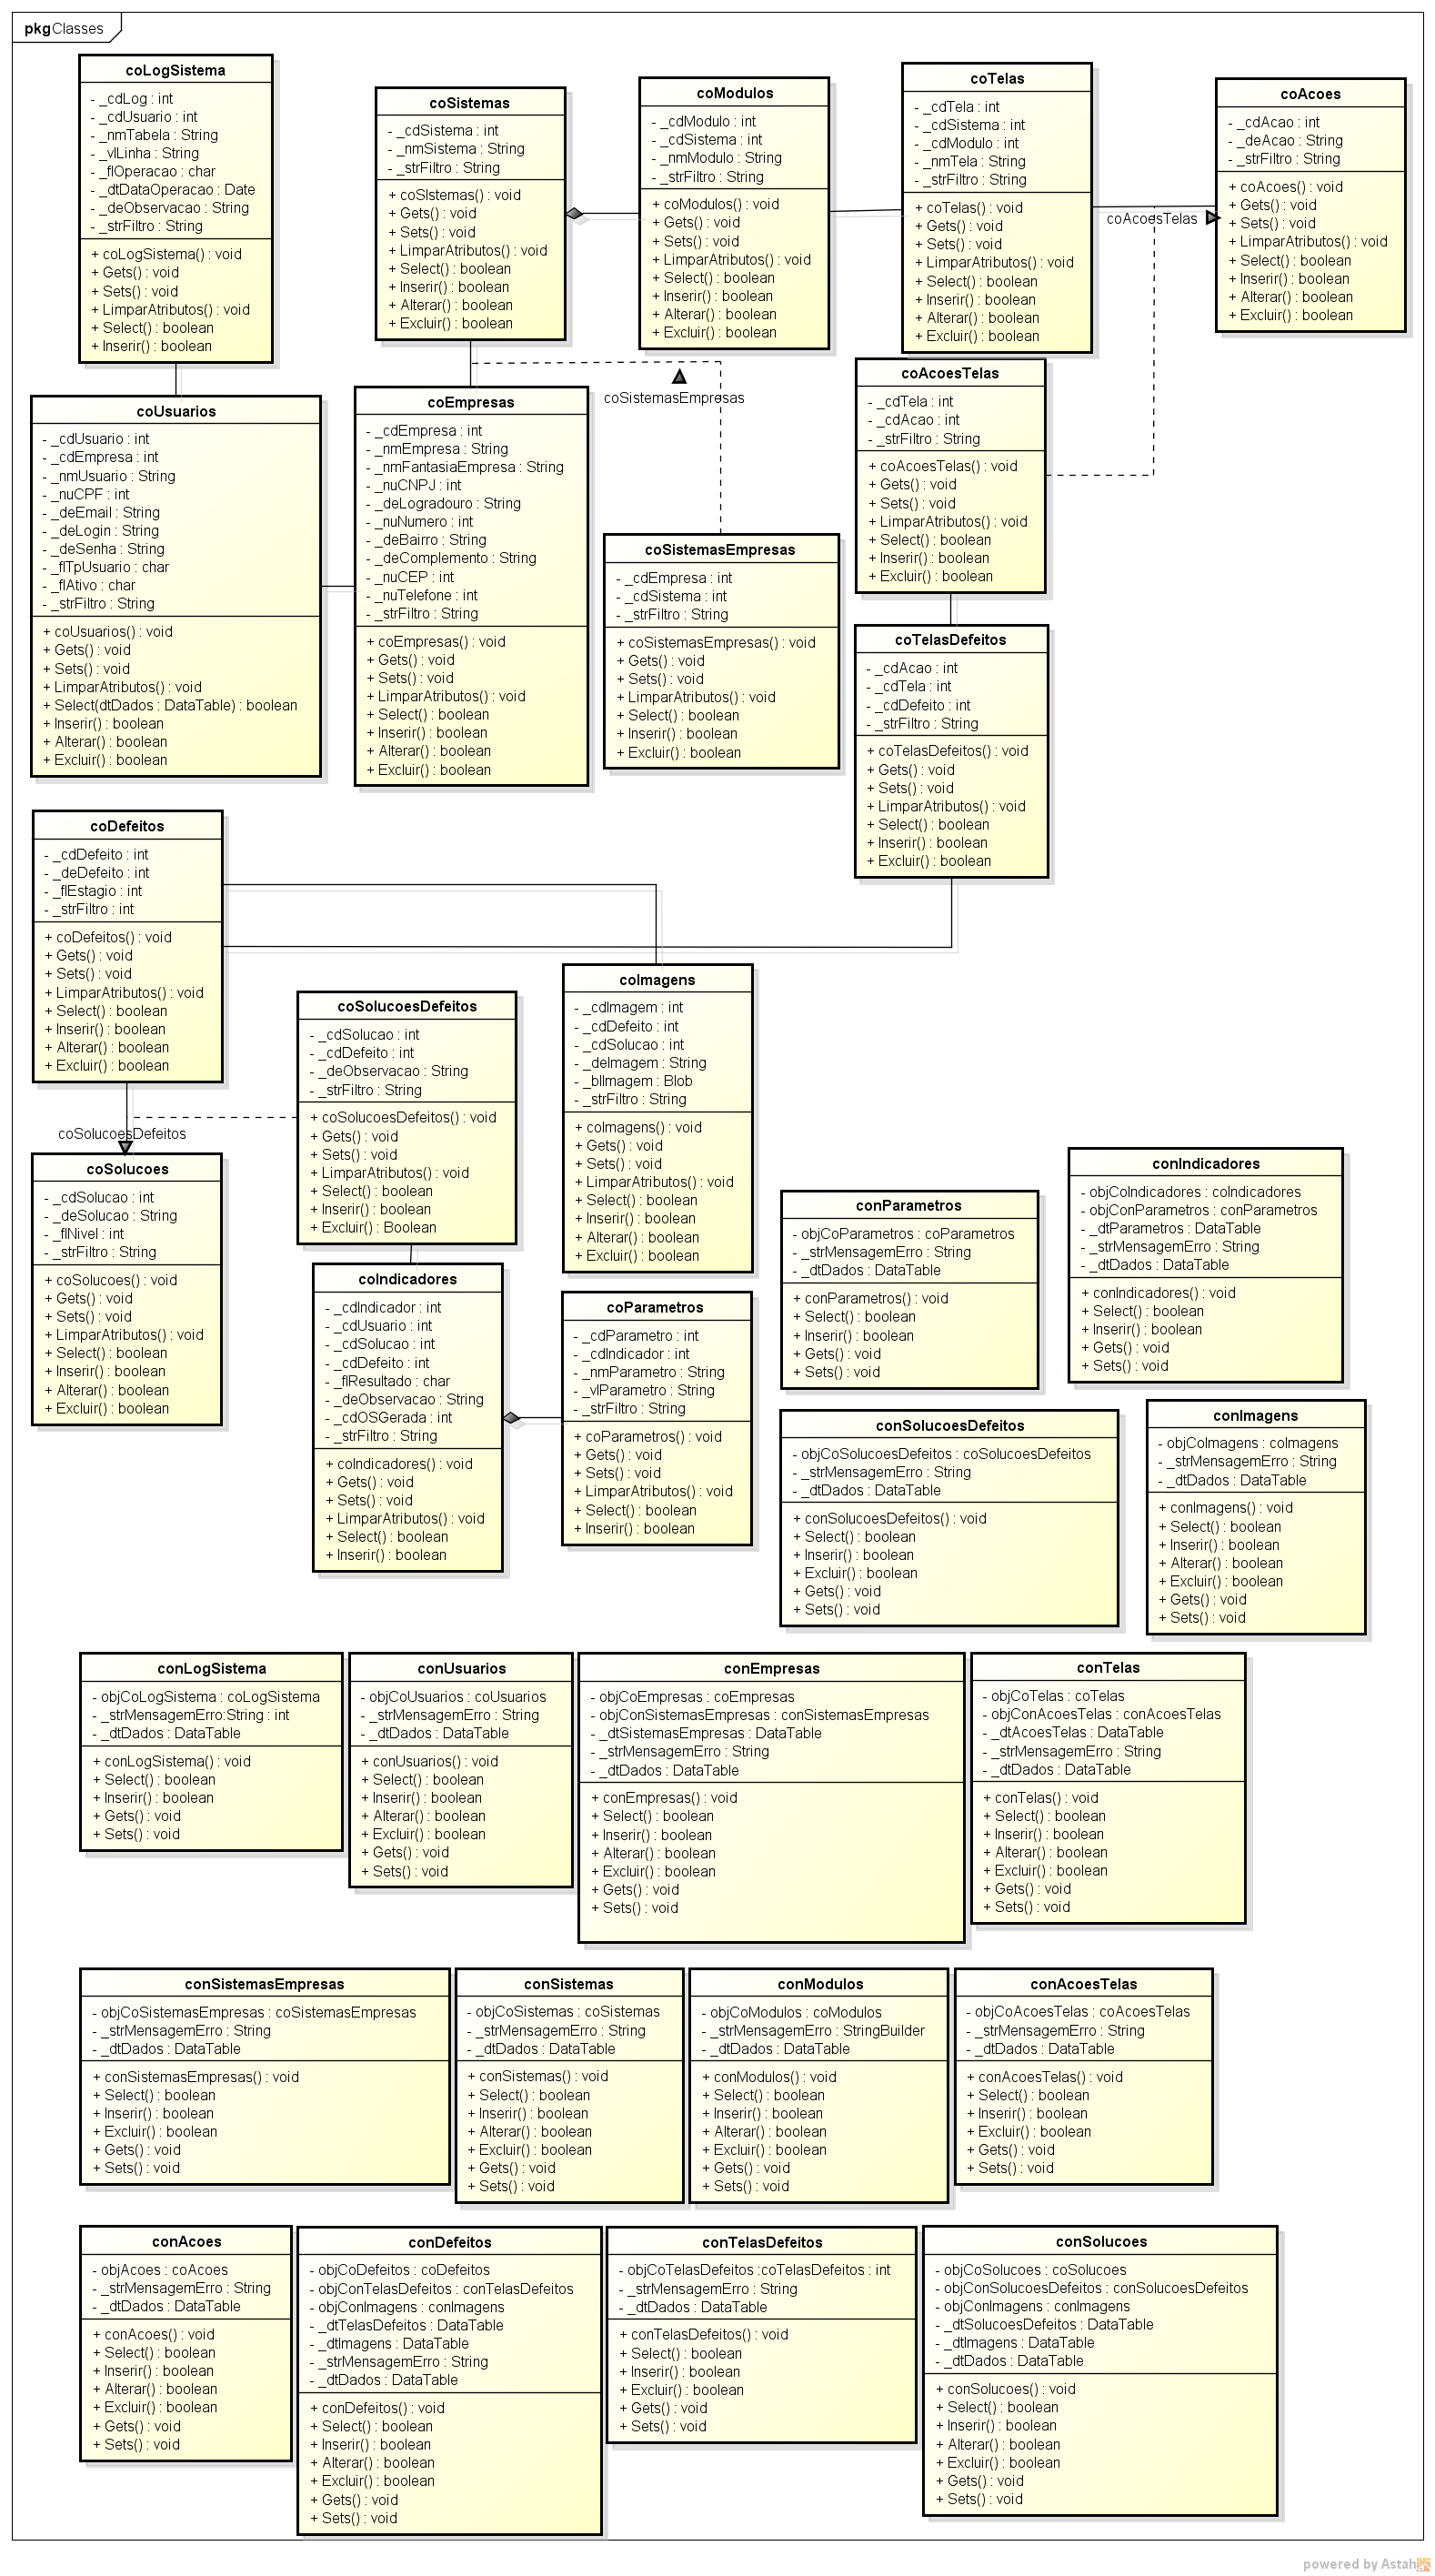 pkgClasses
coLogSistema
- _cdLog : int
- _cdUsuario : int
- _nmTabela : String
- _vlLinha : String
- _flOperacao : char
- _dtDataOperacao : Date
- _deObservacao : String
- _strFiltro : String
+ coLogSistema() : void
+ Gets() : void
+ Sets() : void
+ LimparAtributos() : void
+ Select() : boolean
+ Inserir() : boolean
coSistemas
- _cdSistema : int
- _nmSistema : String
- _strFiltro : String
+ coSIstemas() : void
+ Gets() : void
+ Sets() : void
+ LimparAtributos() : void
+ Select() : boolean
+ Inserir() : boolean
+ Alterar() : boolean
+ Excluir() : boolean
coModulos
- _cdModulo : int
- _cdSistema : int
- _nmModulo : String
- _strFiltro : String
+ coModulos() : void
+ Gets() : void
+ Sets() : void
+ LimparAtributos() : void
+ Select() : boolean
+ Inserir() : boolean
+ Alterar() : boolean
+ Excluir() : boolean
coTelas
- _cdTela : int
- _cdSistema : int
- _cdModulo : int
- _nmTela : String
- _strFiltro : String
+ coTelas() : void
+ Gets() : void
+ Sets() : void
+ LimparAtributos() : void
+ Select() : boolean
+ Inserir() : boolean
+ Alterar() : boolean
+ Excluir() : boolean
coAcoesTelas
coAcoes
- _cdAcao : int
- _deAcao : String
- _strFiltro : String
+ coAcoes() : void
+ Gets() : void
+ Sets() : void
+ LimparAtributos() : void
+ Select() : boolean
+ Inserir() : boolean
+ Alterar() : boolean
+ Excluir() : boolean
coUsuarios
- _cdUsuario : int
- _cdEmpresa : int
- _nmUsuario : String
- _nuCPF : int
- _deEmail : String
- _deLogin : String
- _deSenha : String
- _flTpUsuario : char
- _flAtivo : char
- _strFiltro : String
+ coUsuarios() : void
+ Gets() : void
+ Sets() : void
+ LimparAtributos() : void
+ Select(dtDados : DataTable) : boolean
+ Inserir() : boolean
+ Alterar() : boolean
+ Excluir() : boolean
coEmpresas
- _cdEmpresa : int
- _nmEmpresa : String
- _nmFantasiaEmpresa : String
- _nuCNPJ : int
- _deLogradouro : String
- _nuNumero : int
- _deBairro : String
- _deComplemento : String
- _nuCEP : int
- _nuTelefone : int
- _strFiltro : String
+ coEmpresas() : void
+ Gets() : void
+ Sets() : void
+ LimparAtributos() : void
+ Select() : boolean
+ Inserir() : boolean
+ Alterar() : boolean
+ Excluir() : boolean
coSistemasEmpresas
coSistemasEmpresas
- _cdEmpresa : int
- _cdSistema : int
- _strFiltro : String
+ coSistemasEmpresas() : void
+ Gets() : void
+ Sets() : void
+ LimparAtributos() : void
+ Select() : boolean
+ Inserir() : boolean
+ Excluir() : boolean
coAcoesTelas
- _cdTela : int
- _cdAcao : int
- _strFiltro : String
+ coAcoesTelas() : void
+ Gets() : void
+ Sets() : void
+ LimparAtributos() : void
+ Select() : boolean
+ Inserir() : boolean
+ Excluir() : boolean
coTelasDefeitos
- _cdAcao : int
- _cdTela : int
- _cdDefeito : int
- _strFiltro : String
+ coTelasDefeitos() : void
+ Gets() : void
+ Sets() : void
+ LimparAtributos() : void
+ Select() : boolean
+ Inserir() : boolean
+ Excluir() : boolean
coDefeitos
- _cdDefeito : int
- _deDefeito : int
- _flEstagio : int
- _strFiltro : int
+ coDefeitos() : void
+ Gets() : void
+ Sets() : void
+ LimparAtributos() : void
+ Select() : boolean
+ Inserir() : boolean
+ Alterar() : boolean
+ Excluir() : boolean
coSolucoesDefeitos
coSolucoesDefeitos
- _cdSolucao : int
- _cdDefeito : int
- _deObservacao : String
- _strFiltro : String
+ coSolucoesDefeitos() : void
+ Gets() : void
+ Sets() : void
+ LimparAtributos() : void
+ Select() : boolean
+ Inserir() : boolean
+ Excluir() : Boolean
coImagens
- _cdImagem : int
- _cdDefeito : int
- _cdSolucao : int
- _deImagem : String
- _blImagem : Blob
- _strFiltro : String
+ coImagens() : void
+ Gets() : void
+ Sets() : void
+ LimparAtributos() : void
+ Select() : boolean
+ Inserir() : boolean
+ Alterar() : boolean
+ Excluir() : boolean
coSolucoes
- _cdSolucao : int
- _deSolucao : String
- _flNivel : int
- _strFiltro : String
+ coSolucoes() : void
+ Gets() : void
+ Sets() : void
+ LimparAtributos() : void
+ Select() : boolean
+ Inserir() : boolean
+ Alterar() : boolean
+ Excluir() : boolean
coIndicadores
- _cdIndicador : int
- _cdUsuario : int
- _cdSolucao : int
- _cdDefeito : int
- _flResultado : char
- _deObservacao : String
- _cdOSGerada : int
- _strFiltro : String
+ coIndicadores() : void
+ Gets() : void
+ Sets() : void
+ LimparAtributos() : void
+ Select() : boolean
+ Inserir() : boolean
coParametros
- _cdParametro : int
- _cdIndicador : int
- _nmParametro : String
- _vlParametro : String
- _strFiltro : String
+ coParametros() : void
+ Gets() : void
+ Sets() : void
+ LimparAtributos() : void
+ Select() : boolean
+ Inserir() : boolean
conParametros
- objCoParametros : coParametros
- _strMensagemErro : String
- _dtDados : DataTable
+ conParametros() : void
+ Select() : boolean
+ Inserir() : boolean
+ Gets() : void
+ Sets() : void
conIndicadores
- objCoIndicadores : coIndicadores
- objConParametros : conParametros
- _dtParametros : DataTable
- _strMensagemErro : String
- _dtDados : DataTable
+ conIndicadores() : void
+ Select() : boolean
+ Inserir() : boolean
+ Gets() : void
+ Sets() : void
conSolucoesDefeitos
- objCoSolucoesDefeitos : coSolucoesDefeitos
- _strMensagemErro : String
- _dtDados : DataTable
+ conSolucoesDefeitos() : void
+ Select() : boolean
+ Inserir() : boolean
+ Excluir() : boolean
+ Gets() : void
+ Sets() : void
conImagens
- objCoImagens : coImagens
- _strMensagemErro : String
- _dtDados : DataTable
+ conImagens() : void
+ Select() : boolean
+ Inserir() : boolean
+ Alterar() : boolean
+ Excluir() : boolean
+ Gets() : void
+ Sets() : void
conLogSistema
- objCoLogSistema : coLogSistema
- _strMensagemErro:String : int
- _dtDados : DataTable
+ conLogSistema() : void
+ Select() : boolean
+ Inserir() : boolean
+ Gets() : void
+ Sets() : void
conUsuarios
- objCoUsuarios : coUsuarios
- _strMensagemErro : String
- _dtDados : DataTable
+ conUsuarios() : void
+ Select() : boolean
+ Inserir() : boolean
+ Alterar() : boolean
+ Excluir() : boolean
+ Gets() : void
+ Sets() : void
conEmpresas
- objCoEmpresas : coEmpresas
- objConSistemasEmpresas : conSistemasEmpresas
- _dtSistemasEmpresas : DataTable
- _strMensagemErro : String
- _dtDados : DataTable
+ conEmpresas() : void
+ Select() : boolean
+ Inserir() : boolean
+ Alterar() : boolean
+ Excluir() : boolean
+ Gets() : void
+ Sets() : void
conTelas
- objCoTelas : coTelas
- objConAcoesTelas : conAcoesTelas
- _dtAcoesTelas : DataTable
- _strMensagemErro : String
- _dtDados : DataTable
+ conTelas() : void
+ Select() : boolean
+ Inserir() : boolean
+ Alterar() : boolean
+ Excluir() : boolean
+ Gets() : void
+ Sets() : void
conSistemasEmpresas
- objCoSistemasEmpresas : coSistemasEmpresas
- _strMensagemErro : String
- _dtDados : DataTable
+ conSistemasEmpresas() : void
+ Select() : boolean
+ Inserir() : boolean
+ Excluir() : boolean
+ Gets() : void
+ Sets() : void
conSistemas
- objCoSistemas : coSistemas
- _strMensagemErro : String
- _dtDados : DataTable
+ conSistemas() : void
+ Select() : boolean
+ Inserir() : boolean
+ Alterar() : boolean
+ Excluir() : boolean
+ Gets() : void
+ Sets() : void
conModulos
- objCoModulos : coModulos
- _strMensagemErro : StringBuilder
- _dtDados : DataTable
+ conModulos() : void
+ Select() : boolean
+ Inserir() : boolean
+ Alterar() : boolean
+ Excluir() : boolean
+ Gets() : void
+ Sets() : void
conAcoesTelas
- objCoAcoesTelas : coAcoesTelas
- _strMensagemErro : String
- _dtDados : DataTable
+ conAcoesTelas() : void
+ Select() : boolean
+ Inserir() : boolean
+ Excluir() : boolean
+ Gets() : void
+ Sets() : void
conAcoes
- objAcoes : coAcoes
- _strMensagemErro : String
- _dtDados : DataTable
+ conAcoes() : void
+ Select() : boolean
+ Inserir() : boolean
+ Alterar() : boolean
+ Excluir() : boolean
+ Gets() : void
+ Sets() : void
conDefeitos
- objCoDefeitos : coDefeitos
- objConTelasDefeitos : conTelasDefeitos
- objConImagens : conImagens
- _dtTelasDefeitos : DataTable
- _dtImagens : DataTable
- _strMensagemErro : String
- _dtDados : DataTable
+ conDefeitos() : void
+ Select() : boolean
+ Inserir() : boolean
+ Alterar() : boolean
+ Excluir() : boolean
+ Gets() : void
+ Sets() : void
conTelasDefeitos
- objCoTelasDefeitos :coTelasDefeitos : int
- _strMensagemErro : String
- _dtDados : DataTable
+ conTelasDefeitos() : void
+ Select() : boolean
+ Inserir() : boolean
+ Excluir() : boolean
+ Gets() : void
+ Sets() : void
conSolucoes
- objCoSolucoes : coSolucoes
- objConSolucoesDefeitos : conSolucoesDefeitos
- objConImagens : conImagens
- _dtSolucoesDefeitos : DataTable
- _dtImagens : DataTable
- _dtDados : DataTable
+ conSolucoes() : void
+ Select() : boolean
+ Inserir() : boolean
+ Alterar() : boolean
+ Excluir() : boolean
+ Gets() : void
+ Sets() : void
powered by Astah